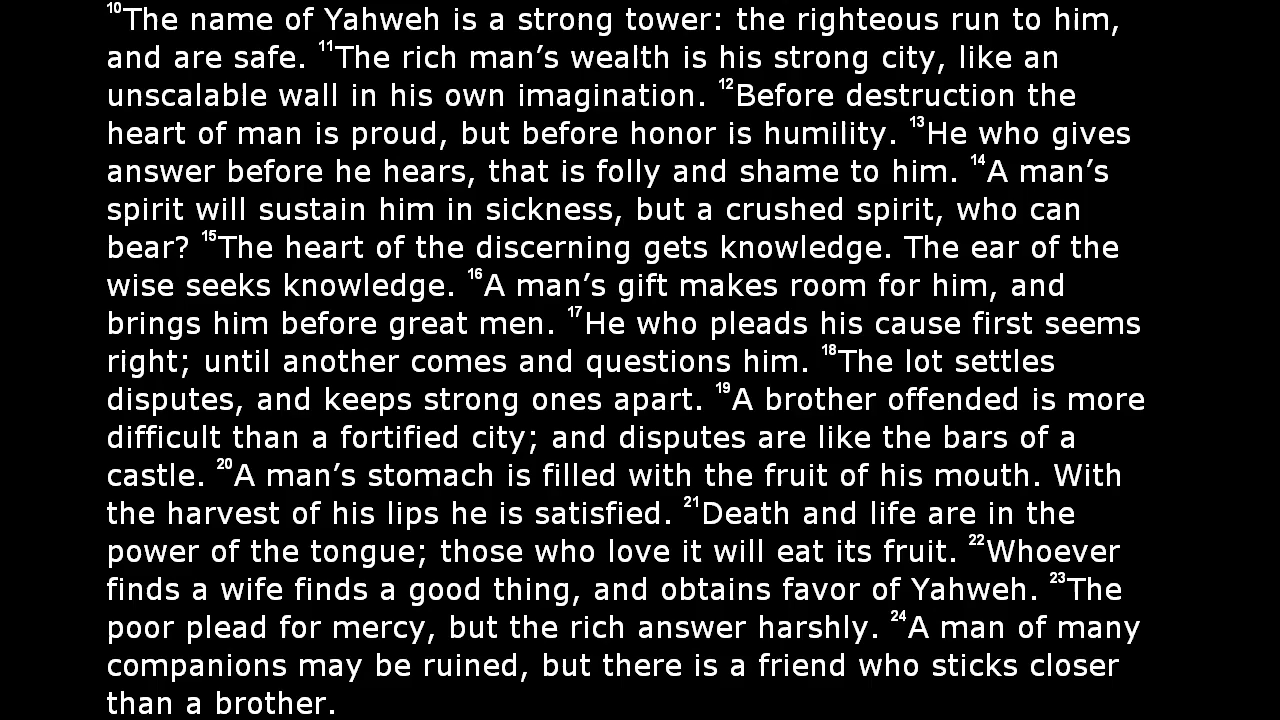 10The name of Yahweh is a strong tower: the righteous run to him,
and are safe. 11The rich man’s wealth is his strong city, like an
unscalable wall in his own imagination. 12Before destruction the
heart of man is proud, but before honor is humility. 13He who gives
answer before he hears, that is folly and shame to him. 14A man’s
spirit will sustain him in sickness, but a crushed spirit, who can
bear? 15The heart of the discerning gets knowledge. The ear of the
wise seeks knowledge. 16A man’s gift makes room for him, and
brings him before great men. 17He who pleads his cause first seems
right; until another comes and questions him. 18The lot settles
disputes, and keeps strong ones apart. 19A brother offended is more
difficult than a fortified city; and disputes are like the bars of a
castle. 20A man’s stomach is filled with the fruit of his mouth. With
the harvest of his lips he is satisfied. 21Death and life are in the
power of the tongue; those who love it will eat its fruit. 22Whoever
finds a wife finds a good thing, and obtains favor of Yahweh. 23The
poor plead for mercy, but the rich answer harshly. 24A man of many
companions may be ruined, but there is a friend who sticks closer
than a brother.